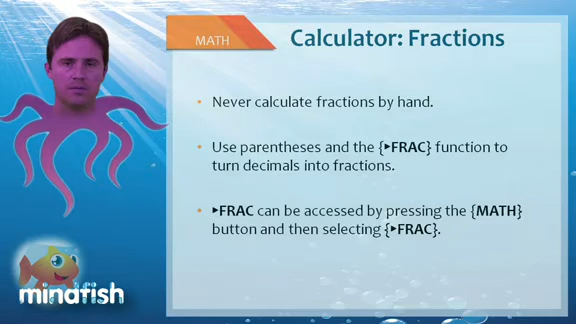 MATH
Calculator: Fractions
• Never calculate fractions by hand.
• Use parentheses and the {►FRAC} function to
turn decimals into fractions.
• ►FRAC can be accessed by pressing the {MATH}
button and then selecting {►FRAC}.
minafish